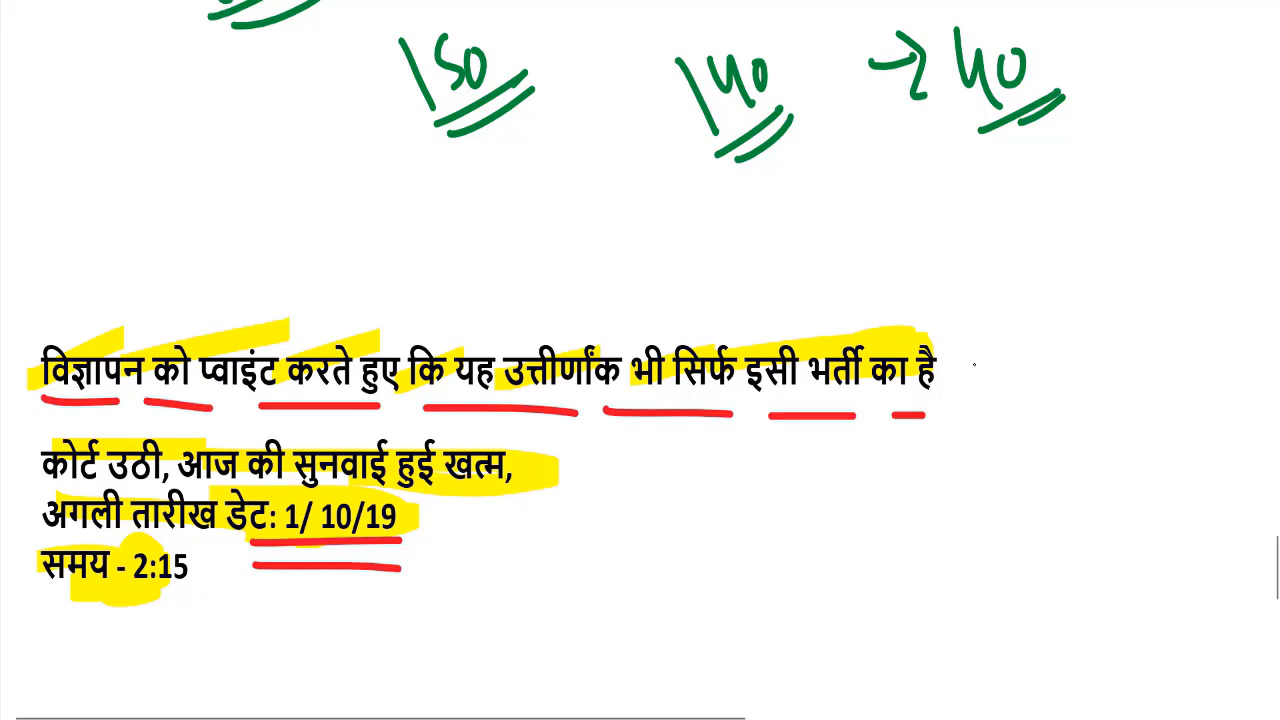 150 140 → 40
विज्ञापन को प्वाइंट करते हुए कि यह उत्तीर्णांक भी सिर्फ इसी भर्ती का है
कोर्ट उठी, आज की सुनवाई हुई खत्म,
अगली तारीख डेट: 1/ 10/19
समय - 2:15